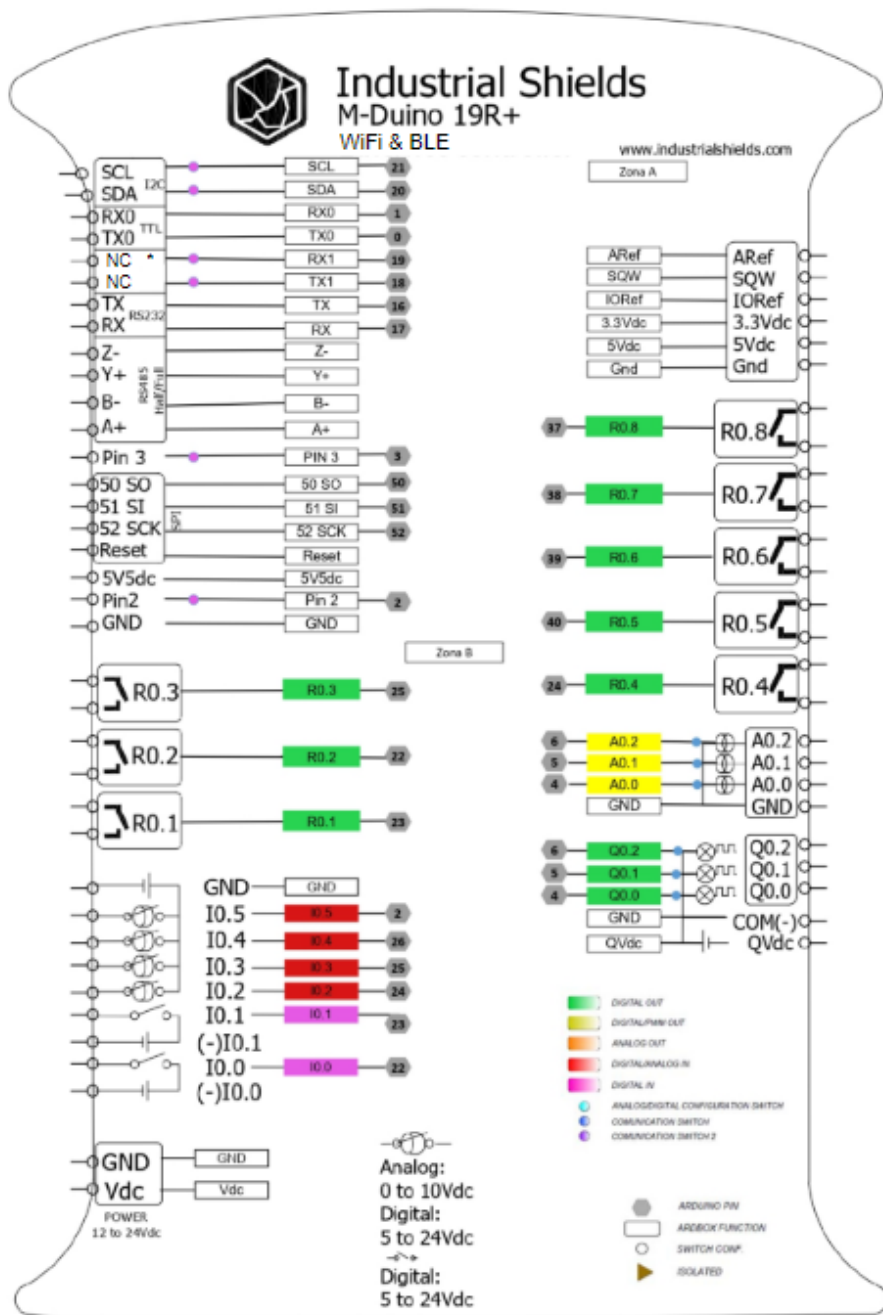 Industrial Shields
M-Duino 19R+
WiFi & BLE
www.industrialshields.com
Zona A
SCL I2C SCL 21
SDA SDA 20
RX0 TTL RX0 1
TX0 TX0 0
NC * RX1 19
NC TX1 18
TX RS232 TX 16
RX RX 17
Z- RS485 Half/Full Z-
Y+ Y+
B- B-
A+ A+
Pin 3 PIN 3 3
50 SO SPI 50 SO 50
51 SI 51 SI 51
52 SCK 52 SCK 52
Reset Reset
5V5dc 5V5dc
Pin2 Pin 2 2
GND GND
ARef ARef
SQW SQW
IORef IORef
3.3Vdc 3.3Vdc
5Vdc 5Vdc
Gnd Gnd
37 R0.8 R0.8
38 R0.7 R0.7
39 R0.6 R0.6
40 R0.5 R0.5
24 R0.4 R0.4
Zona B
R0.3 R0.3 25
R0.2 R0.2 22
R0.1 R0.1 23
6 A0.2 A0.2
5 A0.1 A0.1
4 A0.0 A0.0
GND GND
6 Q0.2 Q0.2
5 Q0.1 Q0.1
4 Q0.0 Q0.0
GND COM(-)
QVdc QVdc
GND GND
I0.5 I0.5 2
I0.4 I0.4 26
I0.3 I0.3 25
I0.2 I0.2 24
I0.1 I0.1 23
(-)I0.1
I0.0 I0.0 22
(-)I0.0
GND GND
Vdc Vdc
POWER
12 to 24Vdc
Analog:
0 to 10Vdc
Digital:
5 to 24Vdc
Digital:
5 to 24Vdc
DIGITAL OUT
DIGITAL/PWM OUT
ANALOG OUT
DIGITAL/ANALOG IN
DIGITAL IN
ANALOG/DIGITAL CONFIGURATION SWITCH
COMUNICATION SWITCH
COMUNICATION SWITCH 2
ARDUINO PIN
ARDBOX FUNCTION
SWITCH CONF.
ISOLATED